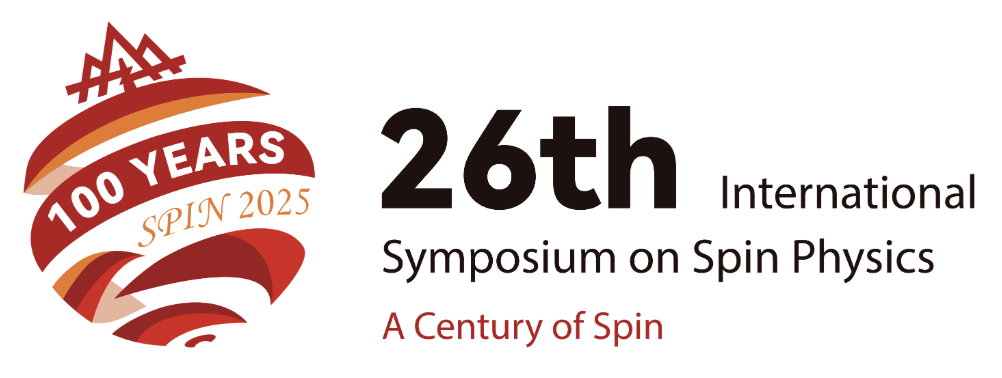 100 YEARS
SPIN 2025
26th International
Symposium on Spin Physics
A Century of Spin